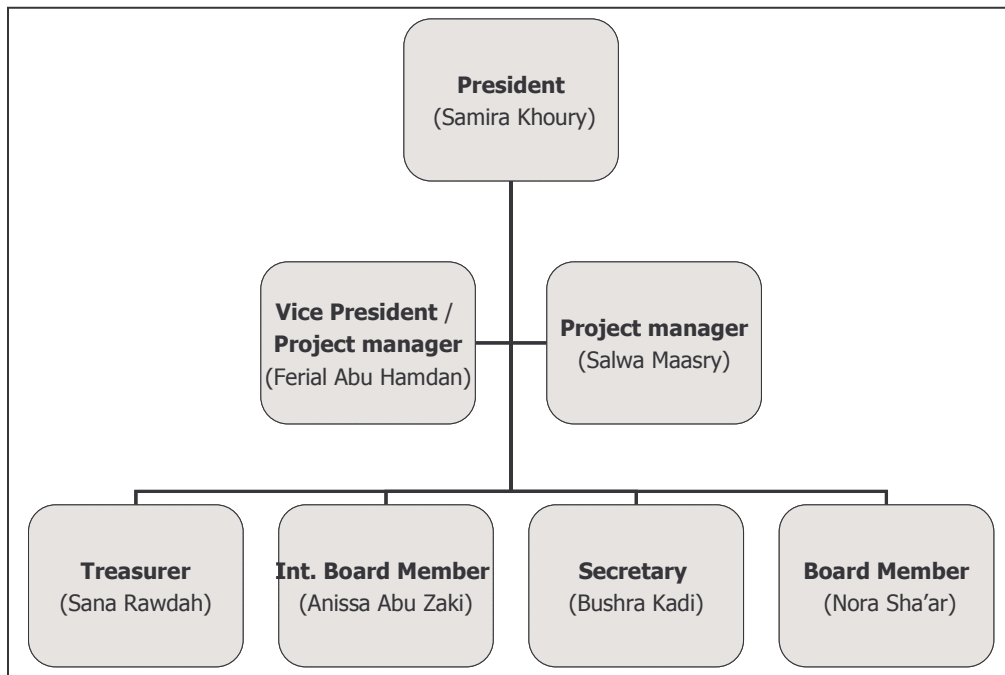 President
(Samira Khoury)
Vice President /
Project manager
(Ferial Abu Hamdan)
Project manager
(Salwa Maasry)
Treasurer
(Sana Rawdah)
Int. Board Member
(Anissa Abu Zaki)
Secretary
(Bushra Kadi)
Board Member
(Nora Sha’ar)